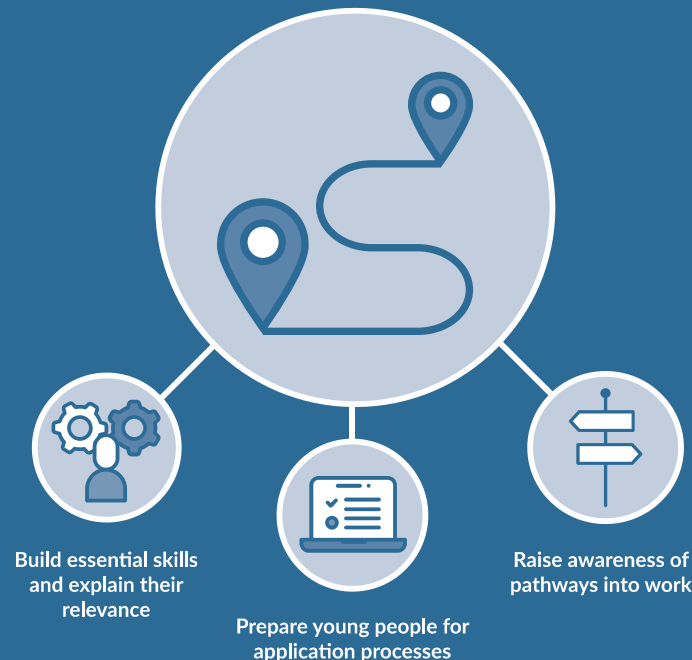 Build essential skills
and explain their
relevance
Prepare young people for
application processes
Raise awareness of
pathways into work